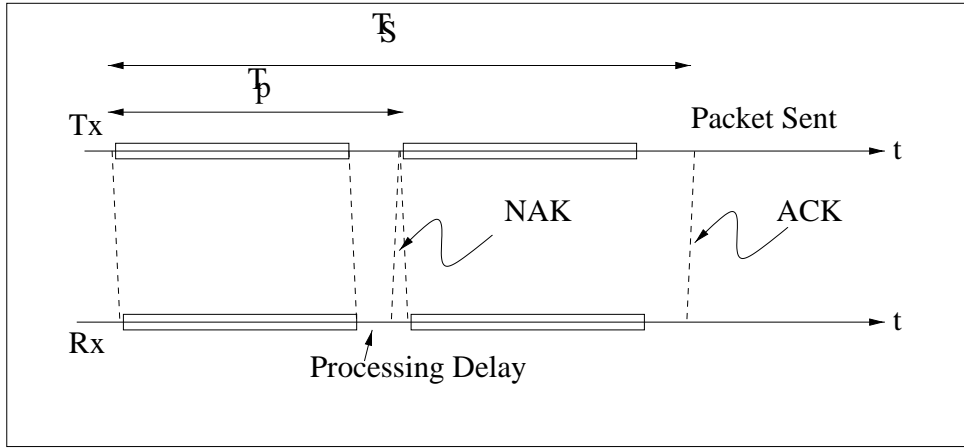 TS
Tp
Tx
Packet Sent
t
NAK
ACK
Rx
t
Processing Delay